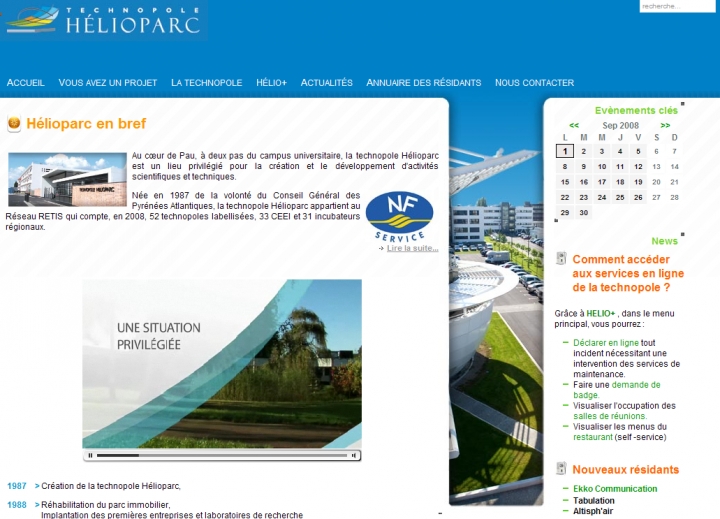 TECHNOPOLE
HÉLIOPARC
recherche...
ACCUEIL VOUS AVEZ UN PROJET LA TECHNOPOLE HÉLIO+ ACTUALITÉS ANNUAIRE DES RÉSIDANTS NOUS CONTACTER
Hélioparc en bref
Au cœur de Pau, à deux pas du campus universitaire, la technopole Hélioparc
est un lieu privilégié pour la création et le développement d'activités
scientifiques et techniques.
Née en 1987 de la volonté du Conseil Général des
Pyrénées Atlantiques, la technopole Hélioparc appartient au
Réseau RETIS qui compte, en 2008, 52 technopoles labellisées, 33 CEEI et 31 incubateurs
régionaux.
NF
SERVICE
Lire la suite...
UNE SITUATION
PRIVILÉGIÉE
1987 > Création de la technopole Hélioparc,
1988 > Réhabilitation du parc immobilier,
Implantation des premières entreprises et laboratoires de recherche
Evènements clés
<< Sep 2008 >>
L M M J V S D
1 2 3 4 5 6 7
8 9 10 11 12 13 14
15 16 17 18 19 20 21
22 23 24 25 26 27 28
29 30
News
Comment accéder
aux services en ligne
de la technopole ?
Grâce à HELIO+ , dans le menu
principal, vous pourrez :
– Déclarer en ligne tout
incident nécessitant une
intervention des services de
maintenance.
– Faire une demande de
badge.
– Visualiser l'occupation des
salles de réunions.
– Visualiser les menus du
restaurant (self -service)
Nouveaux résidants
– Ekko Communication
– Tabulation
– Altisph'air